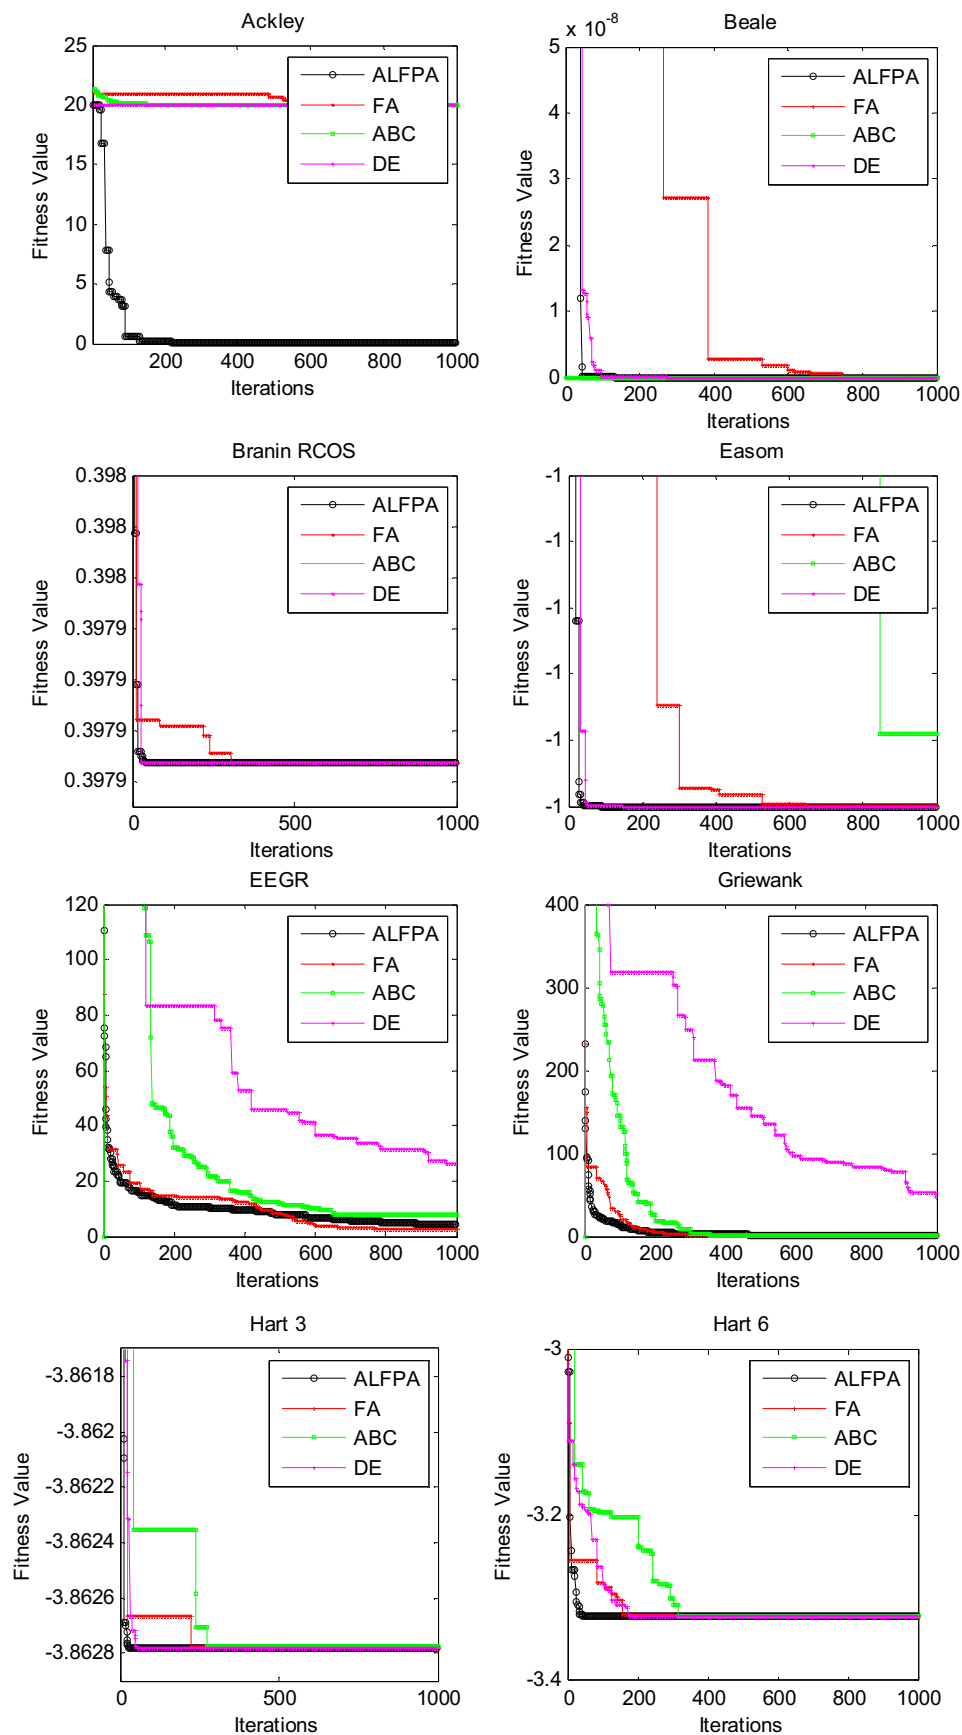 Ackley
25
20
15
10
5
0
200
400
600
800
1000
Fitness Value
Iterations
ALFPA
FA
ABC
DE
Beale
x 10^-8
5
4
3
2
1
0
0
200
400
600
800
1000
Fitness Value
Iterations
ALFPA
FA
ABC
DE
Branin RCOS
0.398
0.398
0.398
0.3979
0.3979
0.3979
0.3979
0
500
1000
Fitness Value
Iterations
ALFPA
FA
ABC
DE
Easom
-1
-1
-1
-1
-1
-1
0
200
400
600
800
1000
Fitness Value
Iterations
ALFPA
FA
ABC
DE
EEGR
120
100
80
60
40
20
0
0
200
400
600
800
1000
Fitness Value
Iterations
ALFPA
FA
ABC
DE
Griewank
400
300
200
100
0
0
200
400
600
800
1000
Fitness Value
Iterations
ALFPA
FA
ABC
DE
Hart 3
-3.8618
-3.862
-3.8622
-3.8624
-3.8626
-3.8628
0
500
1000
Fitness Value
Iterations
ALFPA
FA
ABC
DE
Hart 6
-3
-3.2
-3.4
0
200
400
600
800
1000
Fitness Value
Iterations
ALFPA
FA
ABC
DE